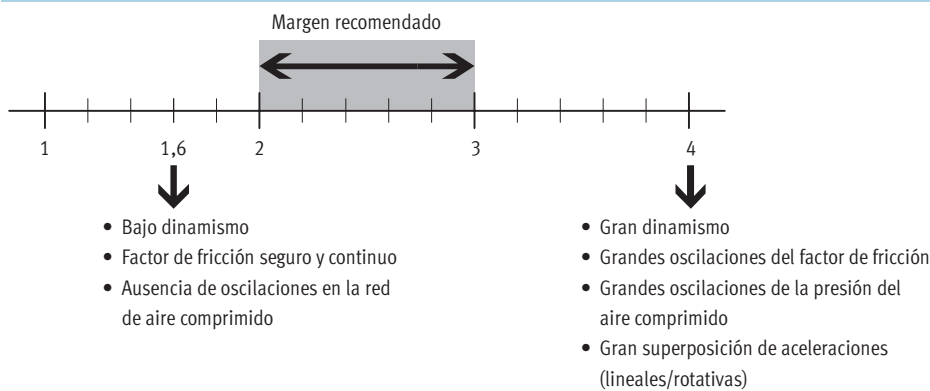 Margen recomendado
1
1,6
2
3
4
• Bajo dinamismo
• Factor de fricción seguro y continuo
• Ausencia de oscilaciones en la red
de aire comprimido
• Gran dinamismo
• Grandes oscilaciones del factor de fricción
• Grandes oscilaciones de la presión del
aire comprimido
• Gran superposición de aceleraciones
(lineales/rotativas)